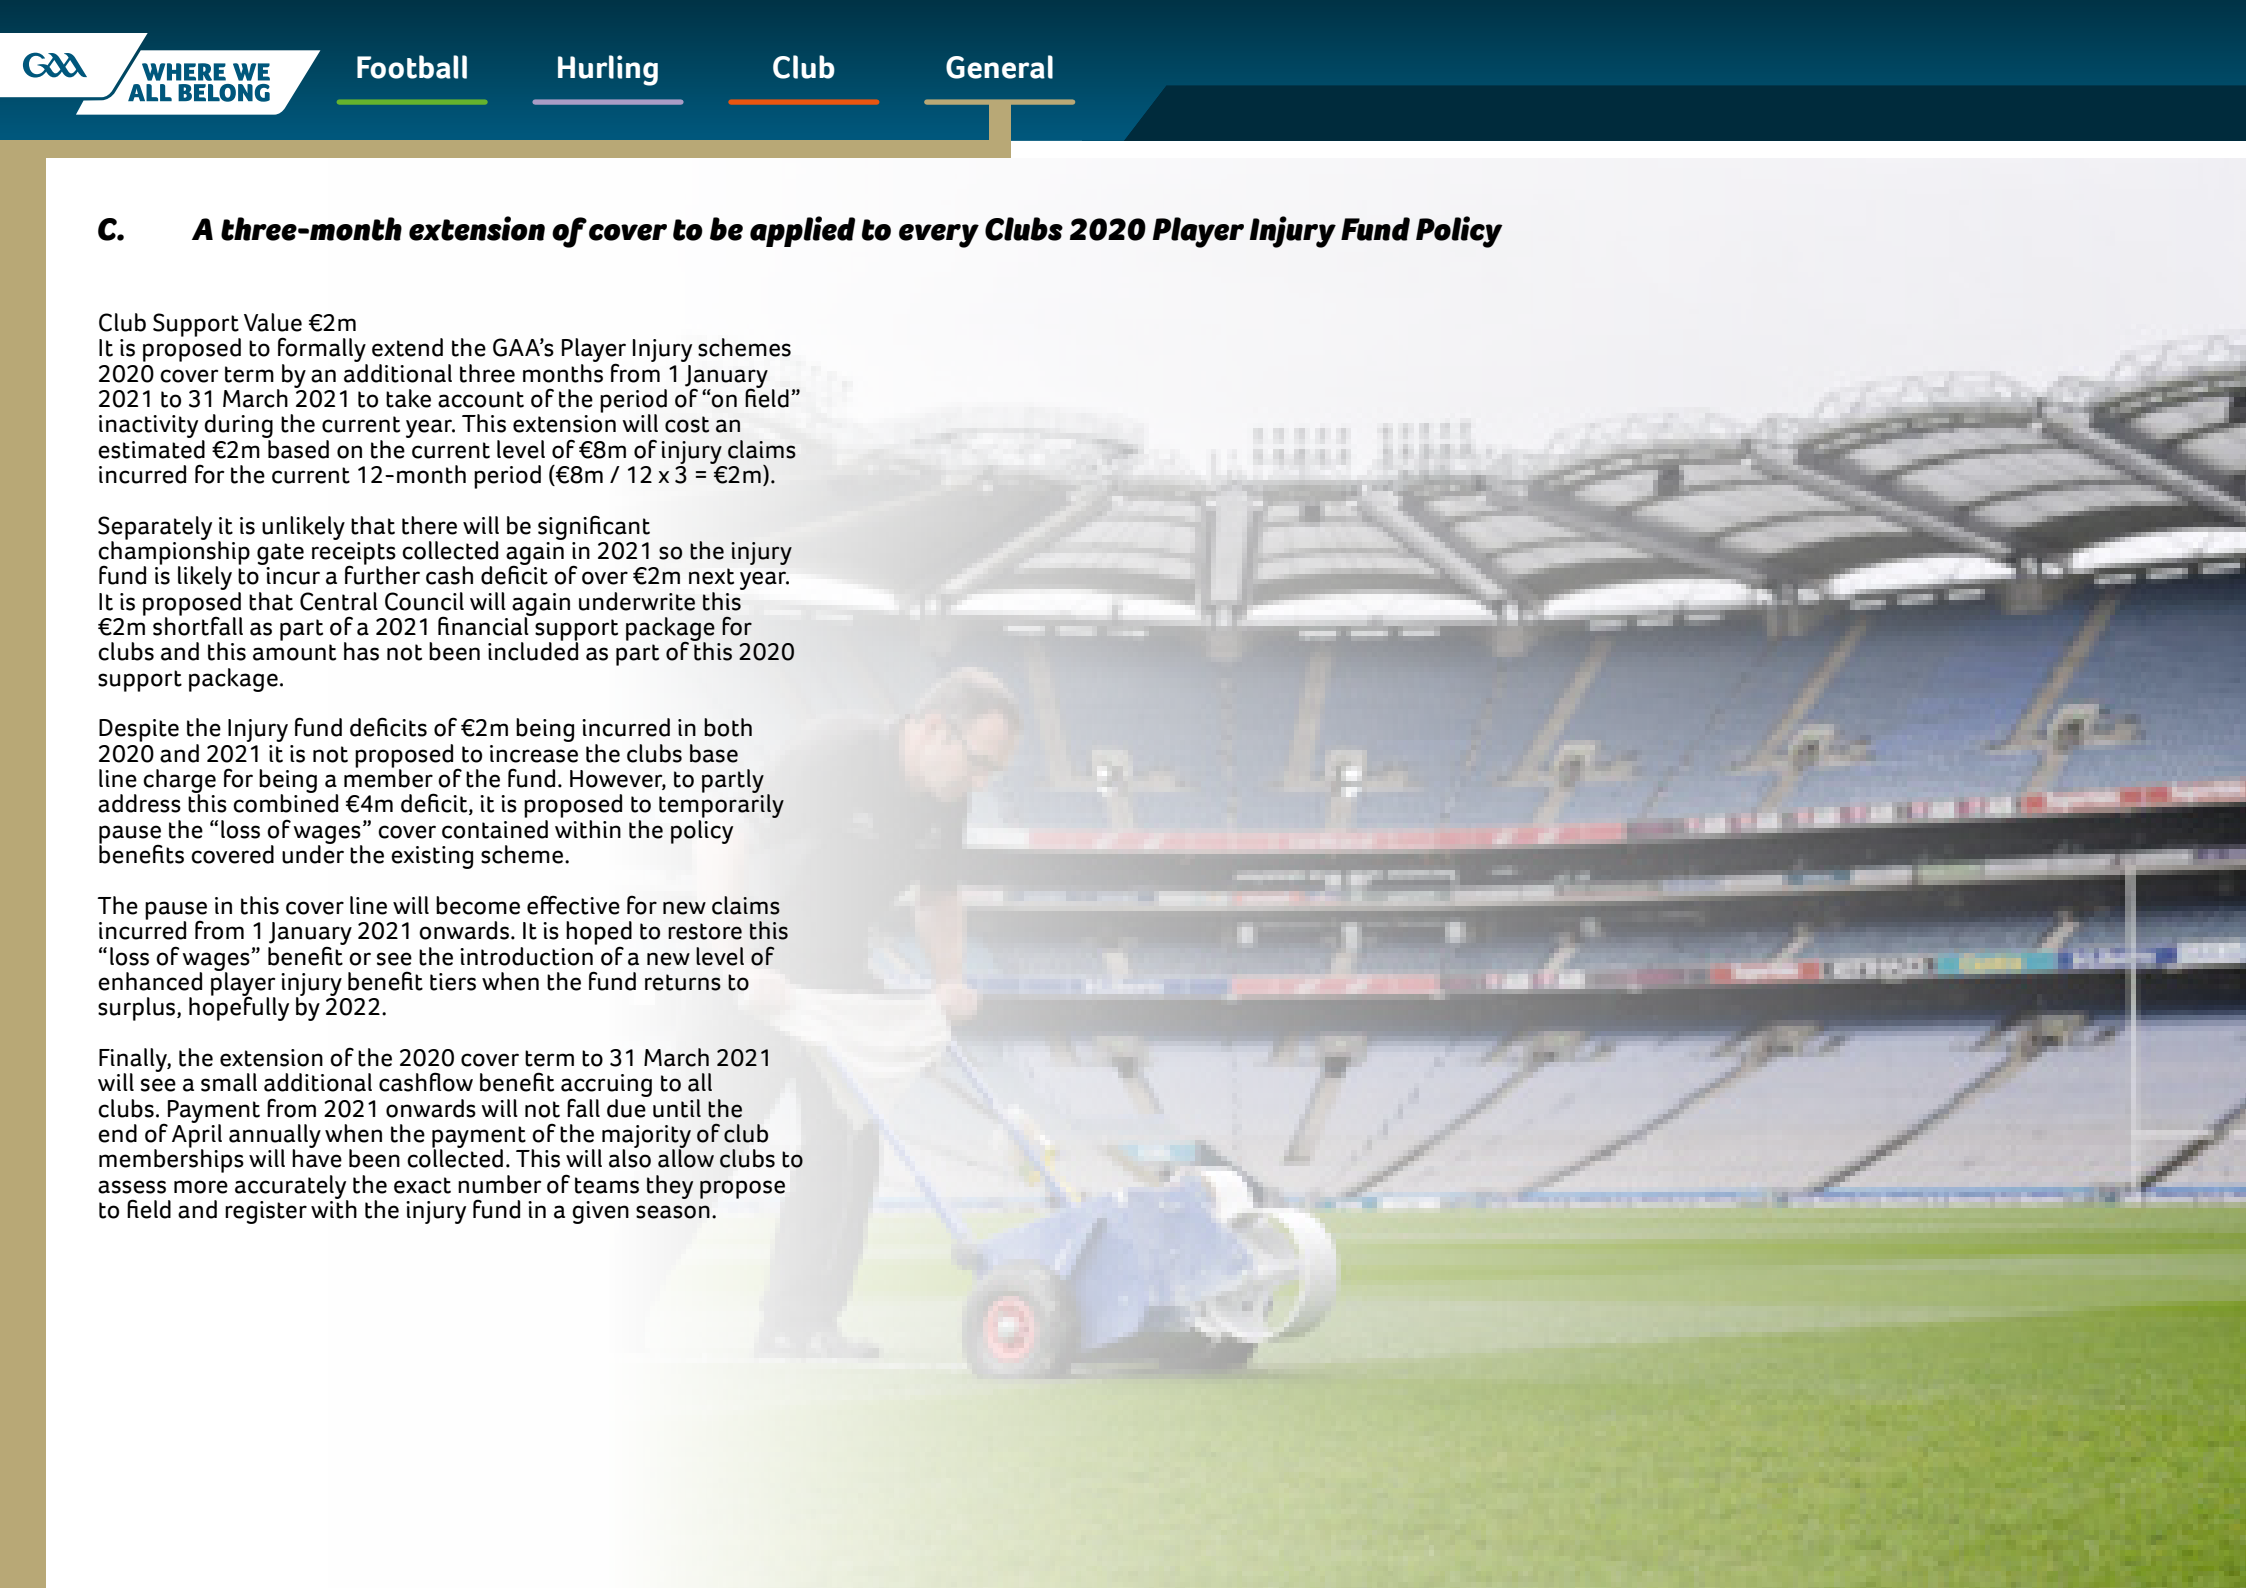 GAA
WHERE WE
ALL BELONG
Football
Hurling
Club
General
C. A three-month extension of cover to be applied to every Clubs 2020 Player Injury Fund Policy
Club Support Value €2m
It is proposed to formally extend the GAA’s Player Injury schemes
2020 cover term by an additional three months from 1 January
2021 to 31 March 2021 to take account of the period of “on field”
inactivity during the current year. This extension will cost an
estimated €2m based on the current level of €8m of injury claims
incurred for the current 12-month period (€8m / 12 x 3 = €2m).
Separately it is unlikely that there will be significant
championship gate receipts collected again in 2021 so the injury
fund is likely to incur a further cash deficit of over €2m next year.
It is proposed that Central Council will again underwrite this
€2m shortfall as part of a 2021 financial support package for
clubs and this amount has not been included as part of this 2020
support package.
Despite the Injury fund deficits of €2m being incurred in both
2020 and 2021 it is not proposed to increase the clubs base
line charge for being a member of the fund. However, to partly
address this combined €4m deficit, it is proposed to temporarily
pause the “loss of wages” cover contained within the policy
benefits covered under the existing scheme.
The pause in this cover line will become effective for new claims
incurred from 1 January 2021 onwards. It is hoped to restore this
“loss of wages” benefit or see the introduction of a new level of
enhanced player injury benefit tiers when the fund returns to
surplus, hopefully by 2022.
Finally, the extension of the 2020 cover term to 31 March 2021
will see a small additional cashflow benefit accruing to all
clubs. Payment from 2021 onwards will not fall due until the
end of April annually when the payment of the majority of club
memberships will have been collected. This will also allow clubs to
assess more accurately the exact number of teams they propose
to field and register with the injury fund in a given season.